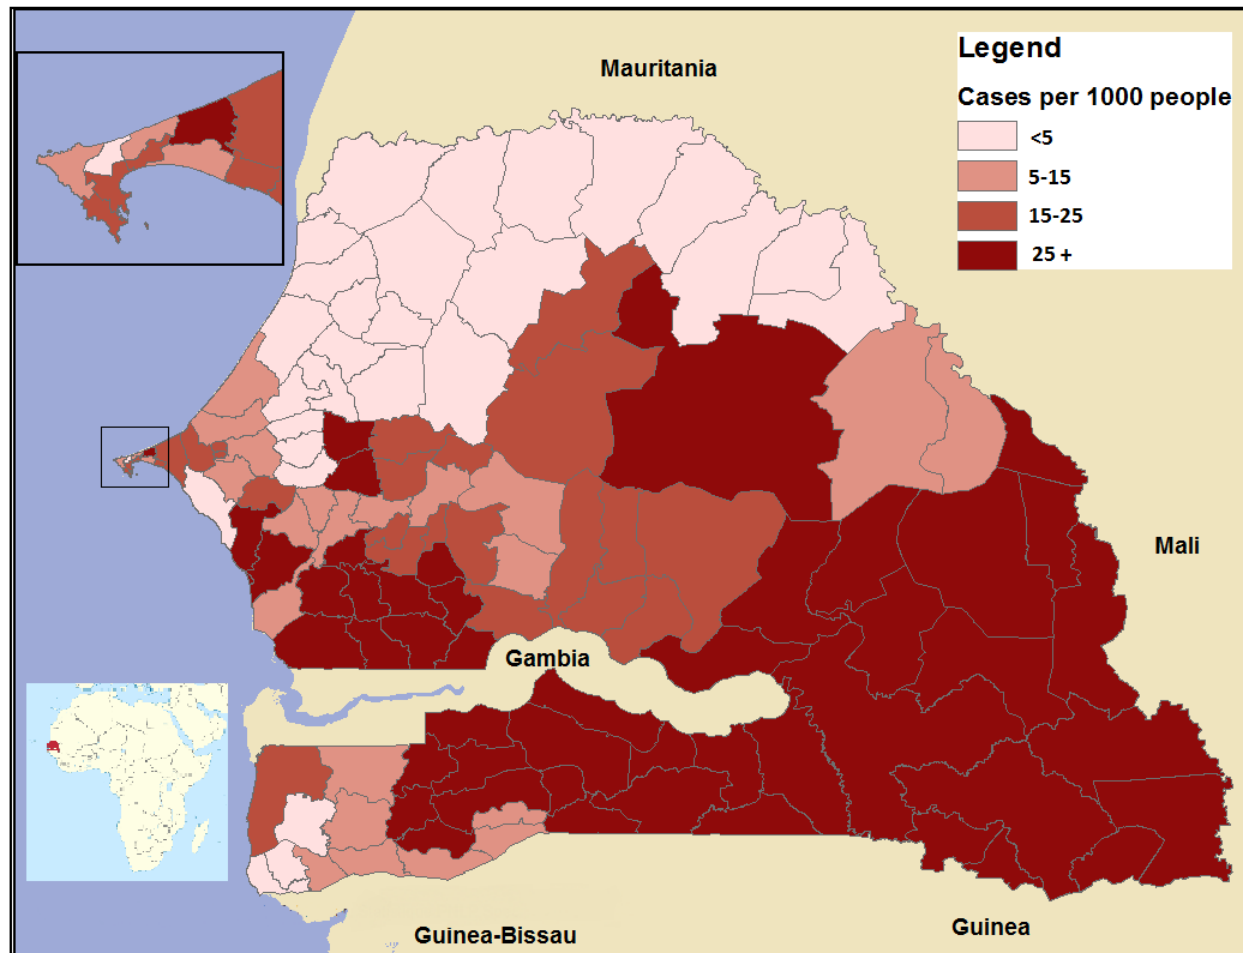 Mauritania
Legend
Cases per 1000 people
<5
5-15
15-25
25 +
Mali
Gambia
Guinea
Guinea-Bissau